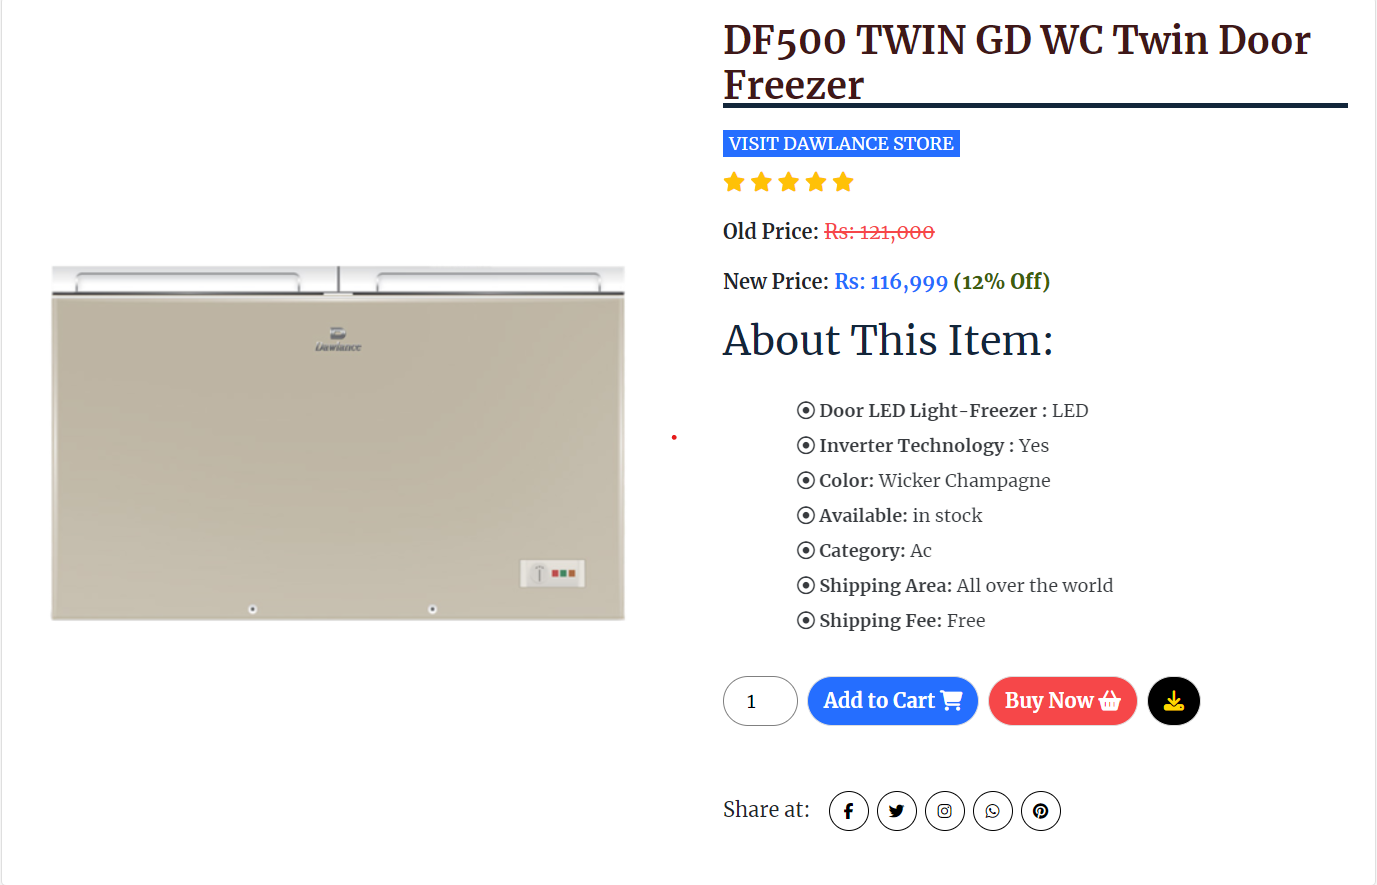 DF500 TWIN GD WC Twin Door
Freezer
VISIT DAWLANCE STORE
Old Price: Rs: 121,000
New Price: Rs: 116,999 (12% Off)
Dawlance
About This Item:
Door LED Light-Freezer : LED
Inverter Technology : Yes
Color: Wicker Champagne
Available: in stock
Category: Ac
Shipping Area: All over the world
Shipping Fee: Free
1
Add to Cart
Buy Now
Share at: